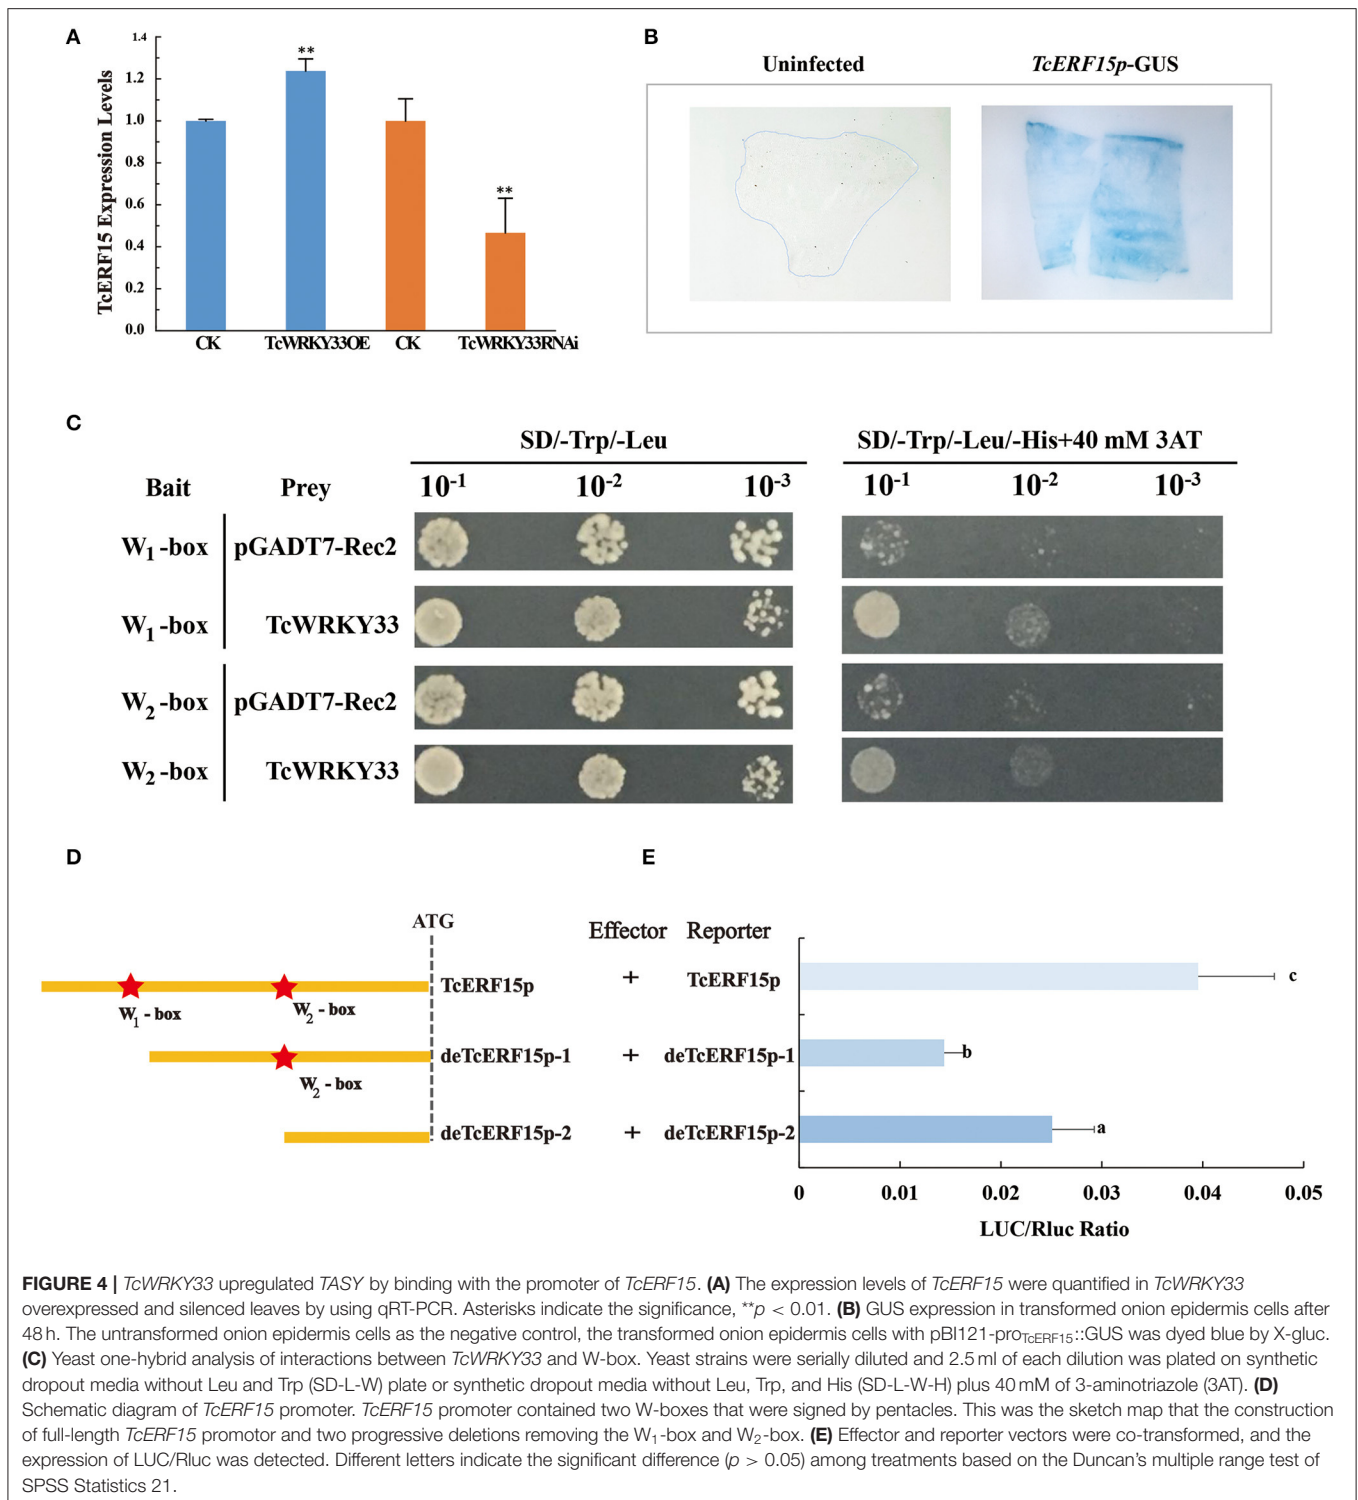 A
TcERF15 Expression Levels
1.4
1.2
1.0
0.8
0.6
0.4
0.2
0.0
**
**
CK TcWRKY33OE CK TcWRKY33RNAi
B
Uninfected TcERF15p-GUS
C
SD/-Trp/-Leu SD/-Trp/-Leu/-His+40 mM 3AT
Bait Prey 10-1 10-2 10-3 10-1 10-2 10-3
W1-box pGADT7-Rec2
W1-box TcWRKY33
W2-box pGADT7-Rec2
W2-box TcWRKY33
D
ATG
TcERF15p
W1 - box W2 - box
deTcERF15p-1
W2 - box
deTcERF15p-2
E
Effector Reporter
+ TcERF15p c
+ deTcERF15p-1 b
+ deTcERF15p-2 a
0 0.01 0.02 0.03 0.04 0.05
LUC/Rluc Ratio
FIGURE 4 | TcWRKY33 upregulated TASY by binding with the promoter of TcERF15. (A) The expression levels of TcERF15 were quantified in TcWRKY33
overexpressed and silenced leaves by using qRT-PCR. Asterisks indicate the significance, **p < 0.01. (B) GUS expression in transformed onion epidermis cells after
48 h. The untransformed onion epidermis cells as the negative control, the transformed onion epidermis cells with pBI121-proTcERF15::GUS was dyed blue by X-gluc.
(C) Yeast one-hybrid analysis of interactions between TcWRKY33 and W-box. Yeast strains were serially diluted and 2.5 ml of each dilution was plated on synthetic
dropout media without Leu and Trp (SD-L-W) plate or synthetic dropout media without Leu, Trp, and His (SD-L-W-H) plus 40 mM of 3-aminotriazole (3AT). (D)
Schematic diagram of TcERF15 promoter. TcERF15 promoter contained two W-boxes that were signed by pentacles. This was the sketch map that the construction
of full-length TcERF15 promotor and two progressive deletions removing the W1-box and W2-box. (E) Effector and reporter vectors were co-transformed, and the
expression of LUC/Rluc was detected. Different letters indicate the significant difference (p > 0.05) among treatments based on the Duncan's multiple range test of
SPSS Statistics 21.